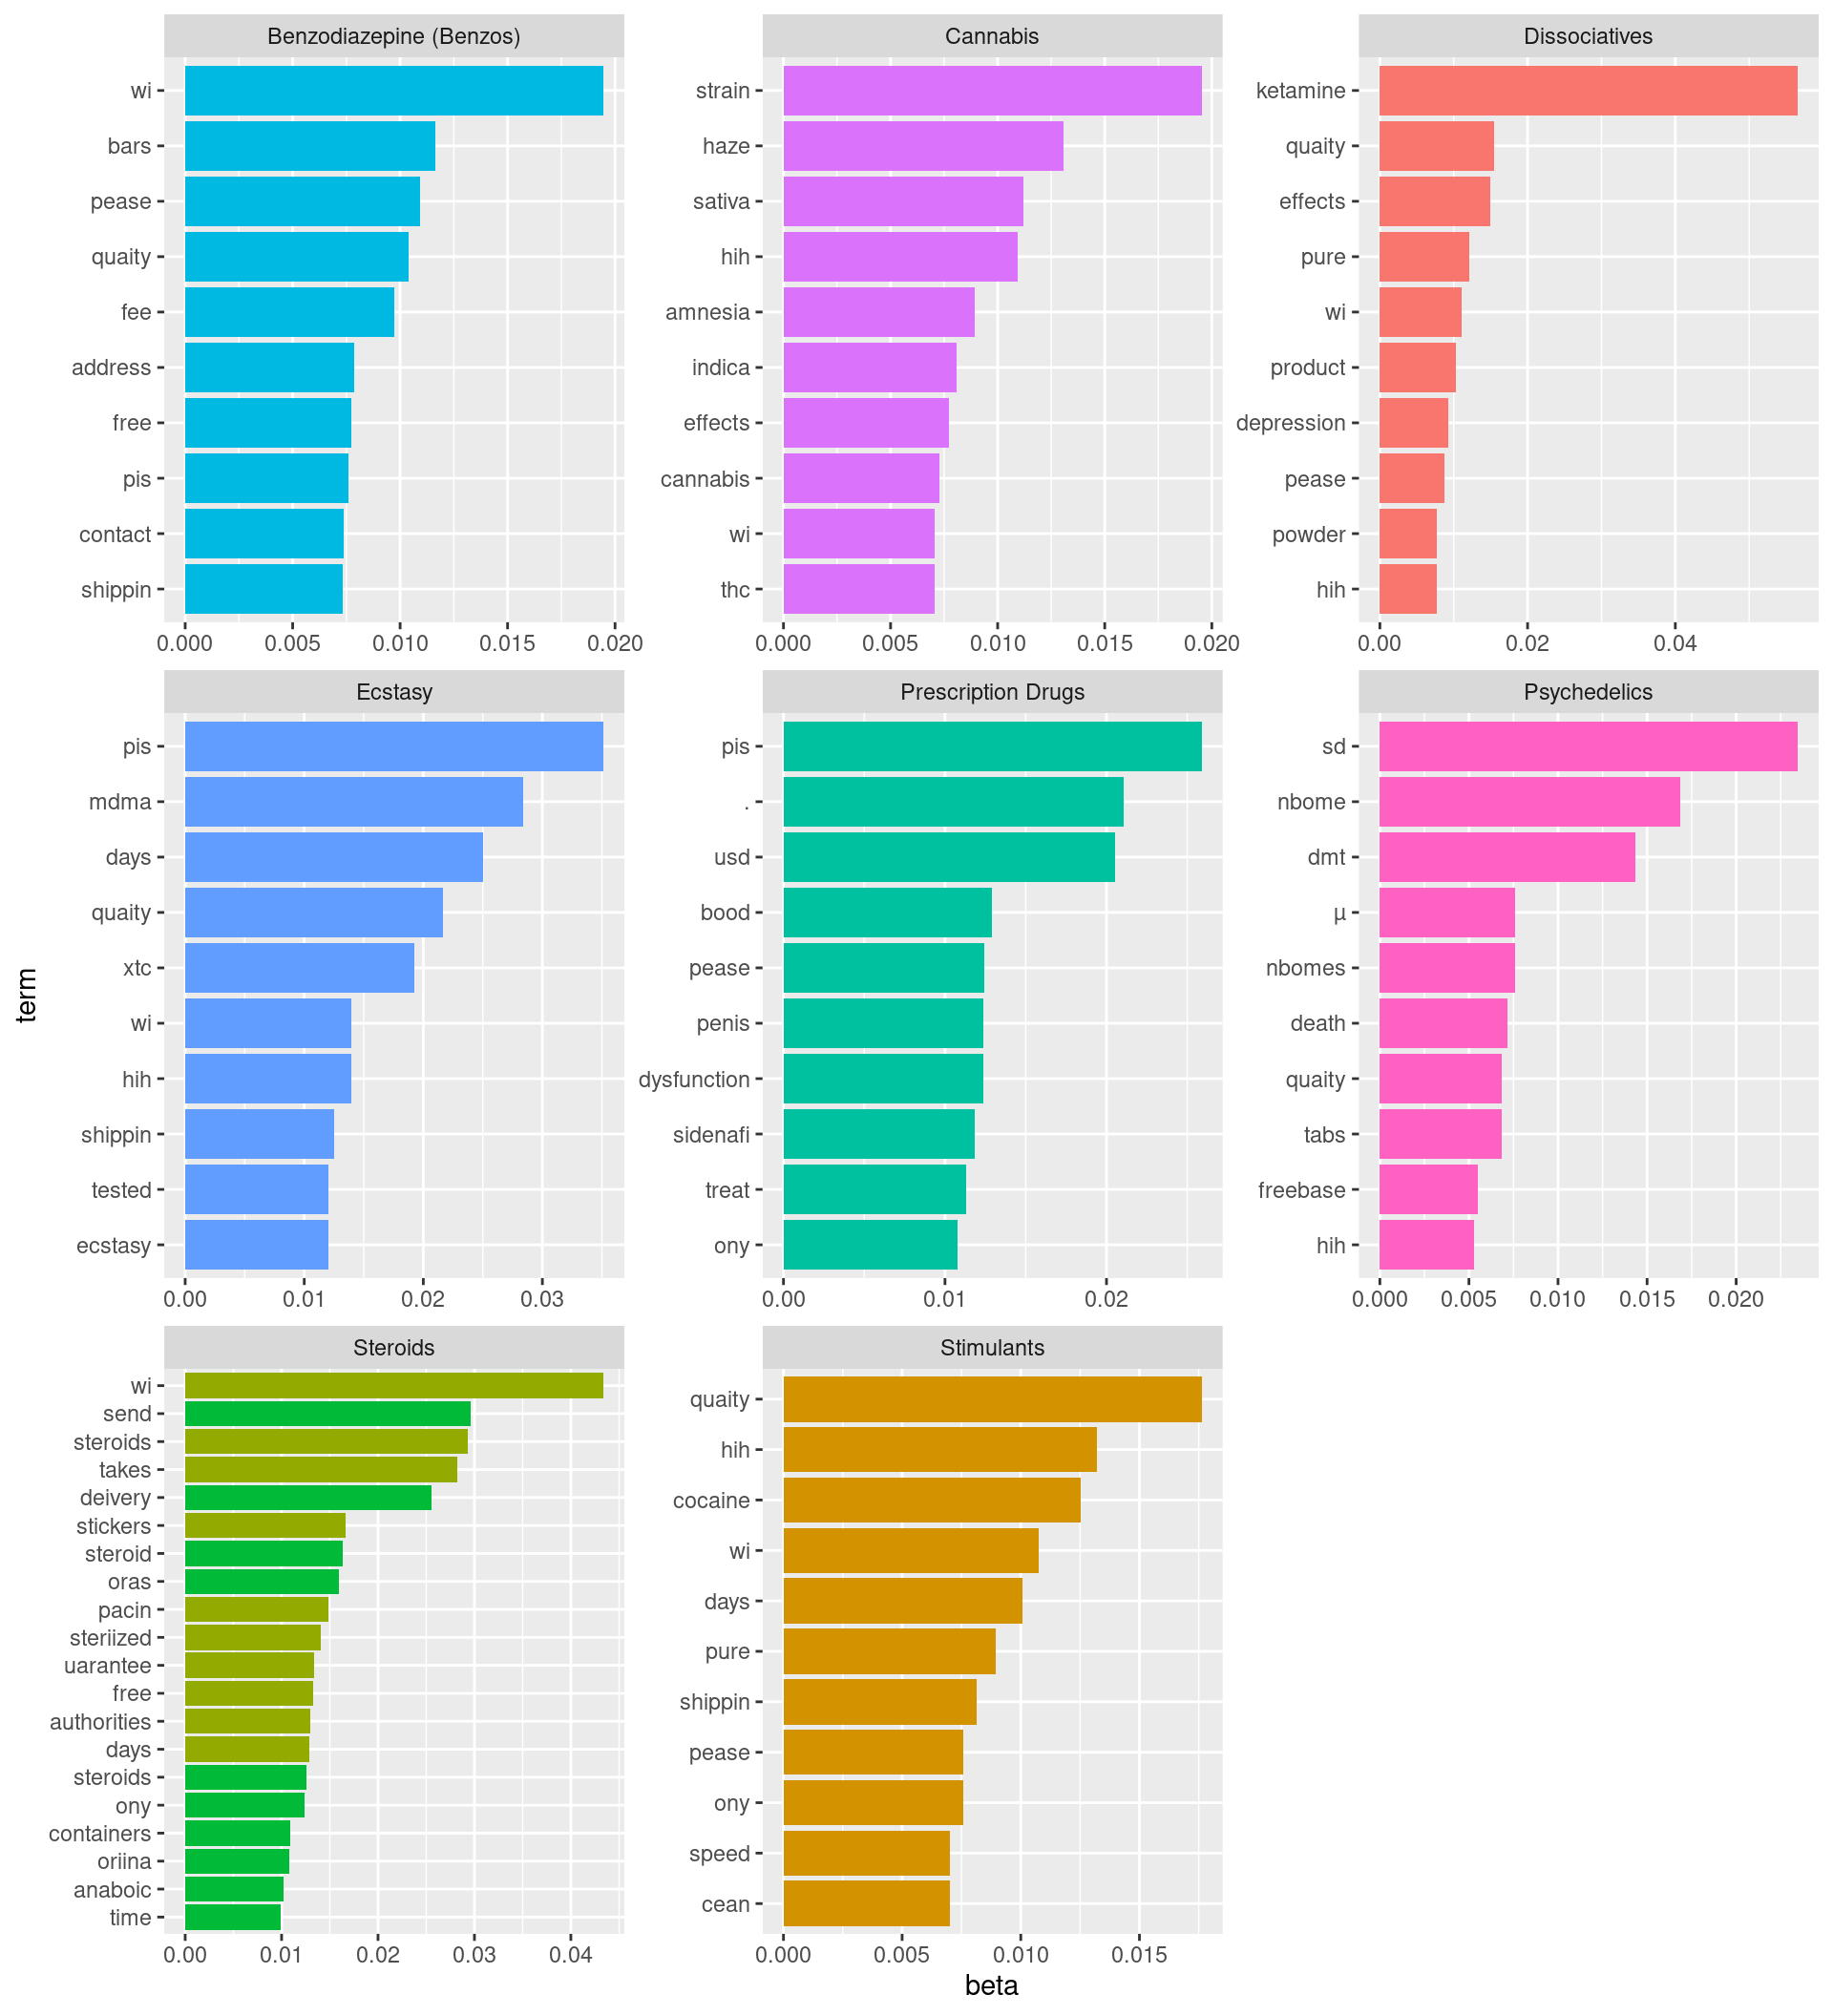 Benzodiazepine (Benzos)
wi
bars
pease
quaity
fee
address
free
pis
contact
shippin
0.000 0.005 0.010 0.015 0.020
Cannabis
strain
haze
sativa
hih
amnesia
indica
effects
cannabis
wi
thc
0.000 0.005 0.010 0.015 0.020
Dissociatives
ketamine
quaity
effects
pure
wi
product
depression
pease
powder
hih
0.00 0.02 0.04
Ecstasy
pis
mdma
days
quaity
xtc
wi
hih
shippin
tested
ecstasy
0.00 0.01 0.02 0.03
Prescription Drugs
pis
.
usd
bood
pease
penis
dysfunction
sidenafi
treat
ony
0.00 0.01 0.02
Psychedelics
sd
nbome
dmt
µ
nbomes
death
quaity
tabs
freebase
hih
0.000 0.005 0.010 0.015 0.020
Steroids
wi
send
steroids
takes
deivery
stickers
steroid
oras
pacin
steriized
uarantee
free
authorities
days
steroids
ony
containers
oriina
anaboic
time
0.00 0.01 0.02 0.03 0.04
Stimulants
quaity
hih
cocaine
wi
days
pure
shippin
pease
ony
speed
cean
0.000 0.005 0.010 0.015
term
beta